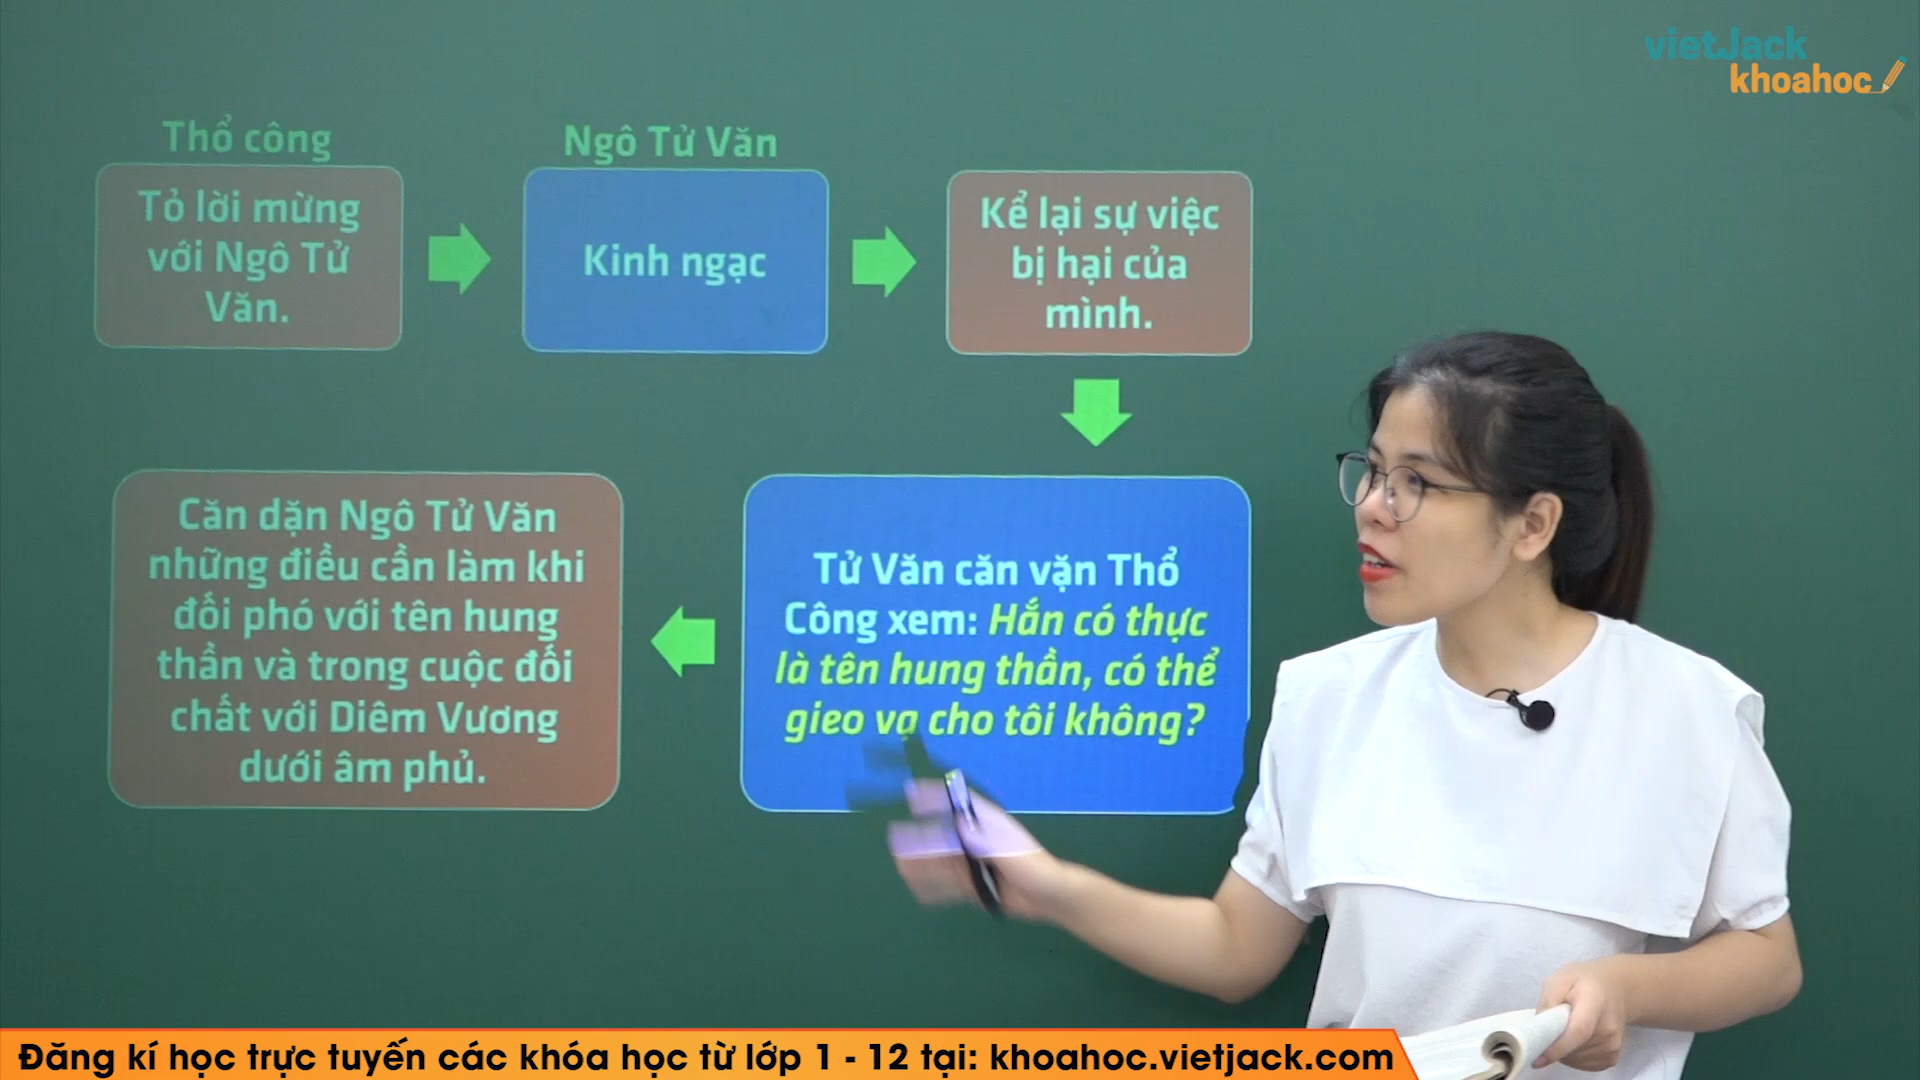 vietJack
khoahoc
Thổ công
Tỏ lời mừng
với Ngô Tử
Văn.
Ngô Tử Văn
Kinh ngạc
Kể lại sự việc
bị hại của
mình.
Tử Văn căn vặn Thổ
Công xem: Hắn có thực
là tên hung thần, có thể
gieo vạ cho tôi không?
Căn dặn Ngô Tử Văn
những điều cần làm khi
đối phó với tên hung
thần và trong cuộc đối
chất với Diêm Vương
dưới âm phủ.
Đăng kí học trực tuyến các khóa học từ lớp 1 - 12 tại: khoahoc.vietjack.com